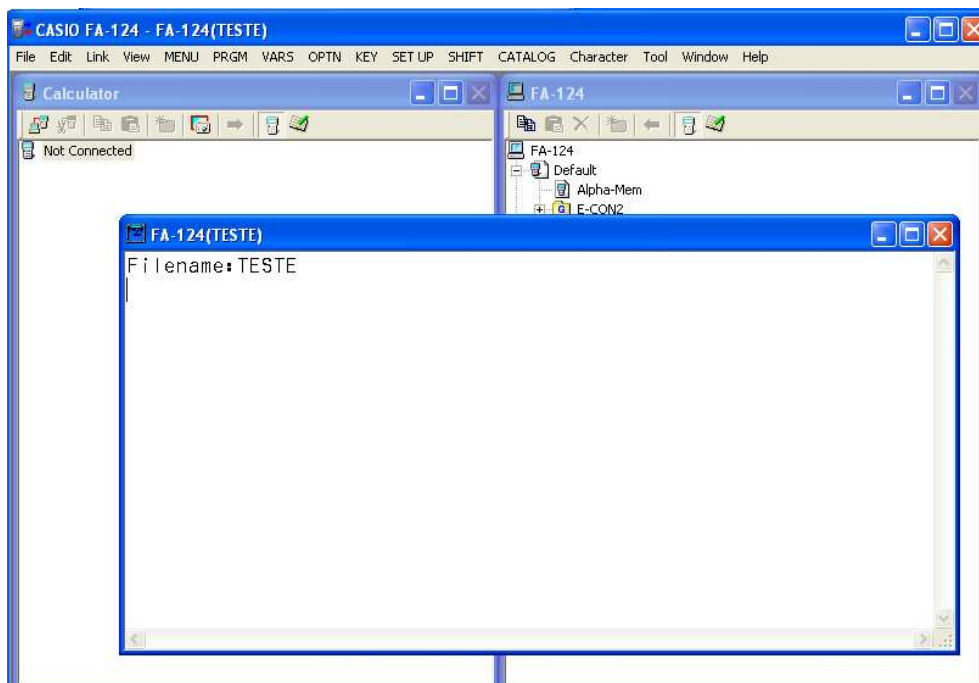 CASIO FA-124 - FA-124(TESTE)
File Edit Link View MENU PRGM VARS OPTN KEY SET UP SHIFT CATALOG Character Tool Window Help
Calculator
Not Connected
FA-124
FA-124
Default
Alpha-Mem
E-CON2
FA-124(TESTE)
Filename:TESTE